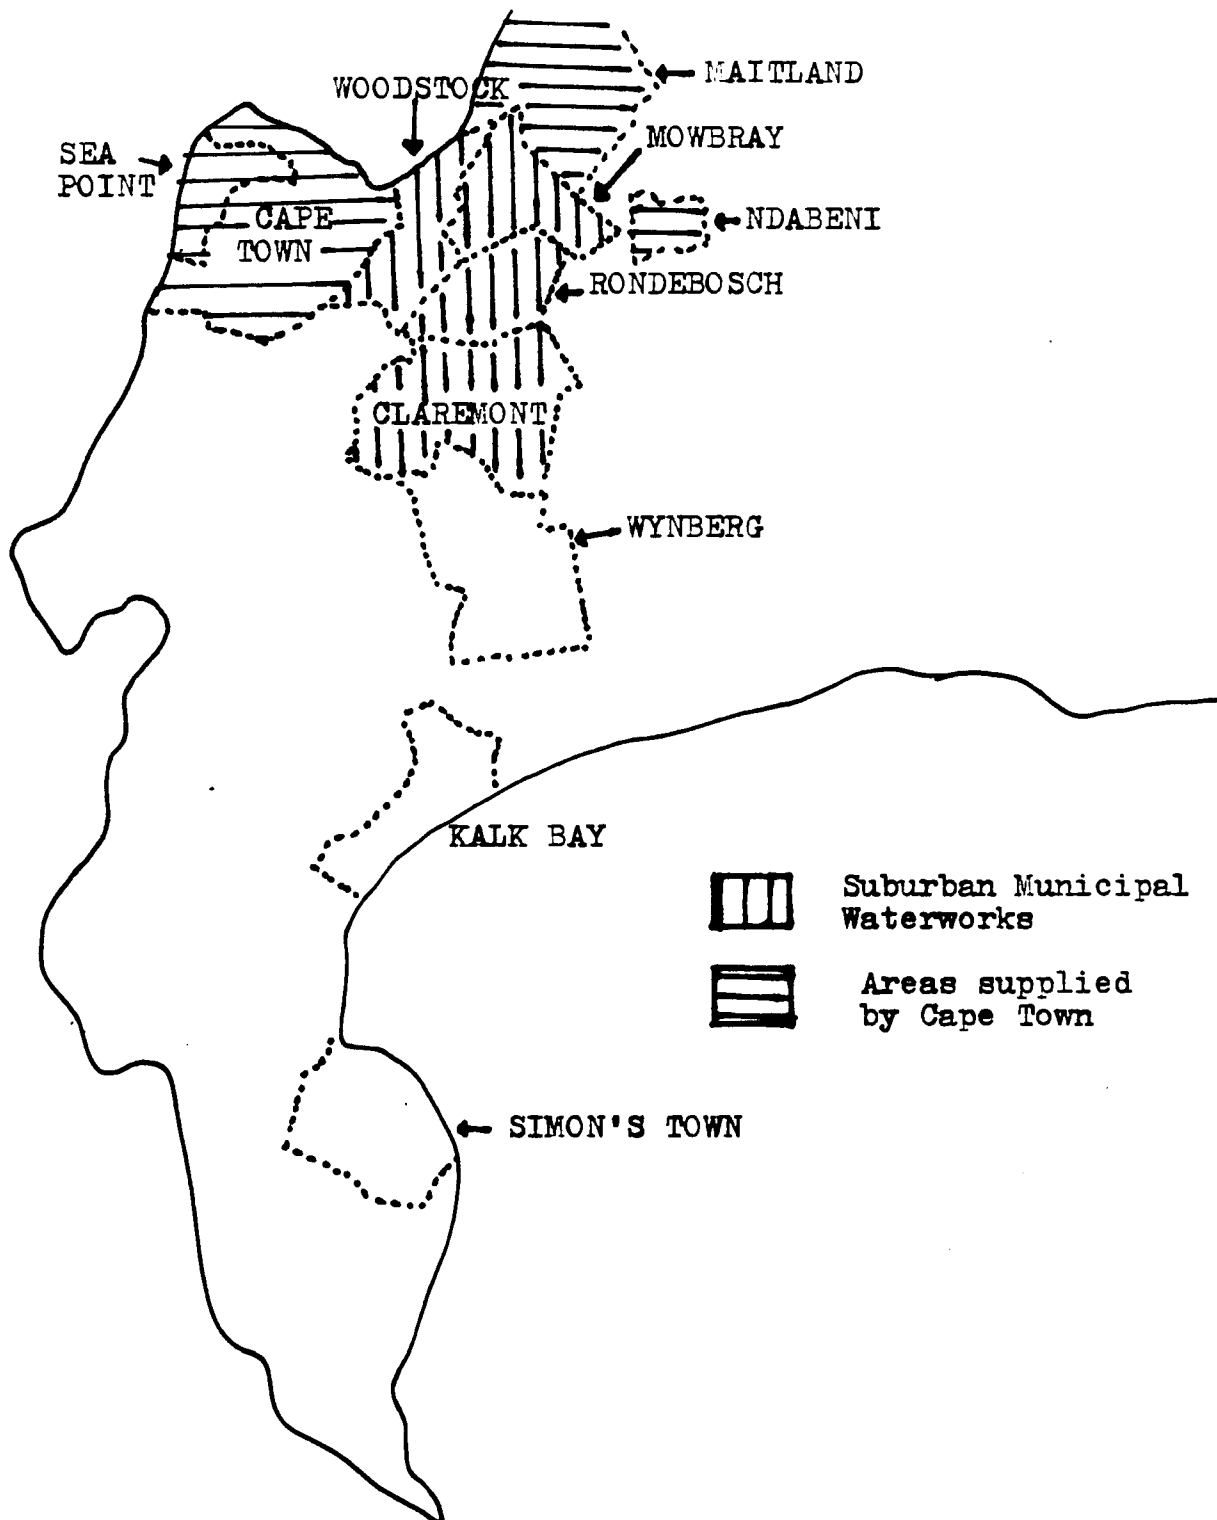 WOODSTOCK
MAITLAND
MOWBRAY
SEA
POINT
CAPE
TOWN
NDABENI
RONDEBOSCH
CLAREMONT
WYNBERG
KALK BAY
Suburban Municipal
Waterworks
Areas supplied
by Cape Town
SIMON'S TOWN